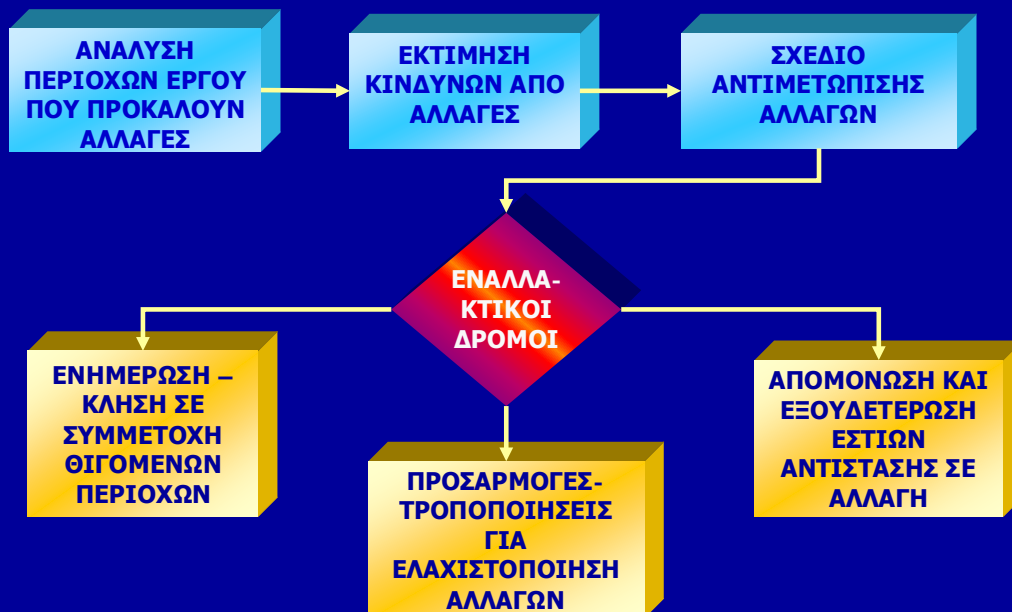 ΑΝΑΛΥΣΗ
ΠΕΡΙΟΧΩΝ ΕΡΓΟΥ
ΠΟΥ ΠΡΟΚΑΛΟΥΝ
ΑΛΛΑΓΕΣ
ΕΚΤΙΜΗΣΗ
ΚΙΝΔΥΝΩΝ ΑΠΟ
ΑΛΛΑΓΕΣ
ΣΧΕΔΙΟ
ΑΝΤΙΜΕΤΩΠΙΣΗΣ
ΑΛΛΑΓΩΝ
ΕΝΑΛΛΑ-
ΚΤΙΚΟΙ
ΔΡΟΜΟΙ
ΕΝΗΜΕΡΩΣΗ –
ΚΛΗΣΗ ΣΕ
ΣΥΜΜΕΤΟΧΗ
ΘΙΓΟΜΕΝΩΝ
ΠΕΡΙΟΧΩΝ
ΠΡΟΣΑΡΜΟΓΕΣ-
ΤΡΟΠΟΠΟΙΗΣΕΙΣ
ΓΙΑ
ΕΛΑΧΙΣΤΟΠΟΙΗΣΗ
ΑΛΛΑΓΩΝ
ΑΠΟΜΟΝΩΣΗ ΚΑΙ
ΕΞΟΥΔΕΤΕΡΩΣΗ
ΕΣΤΙΩΝ
ΑΝΤΙΣΤΑΣΗΣ ΣΕ
ΑΛΛΑΓΗ